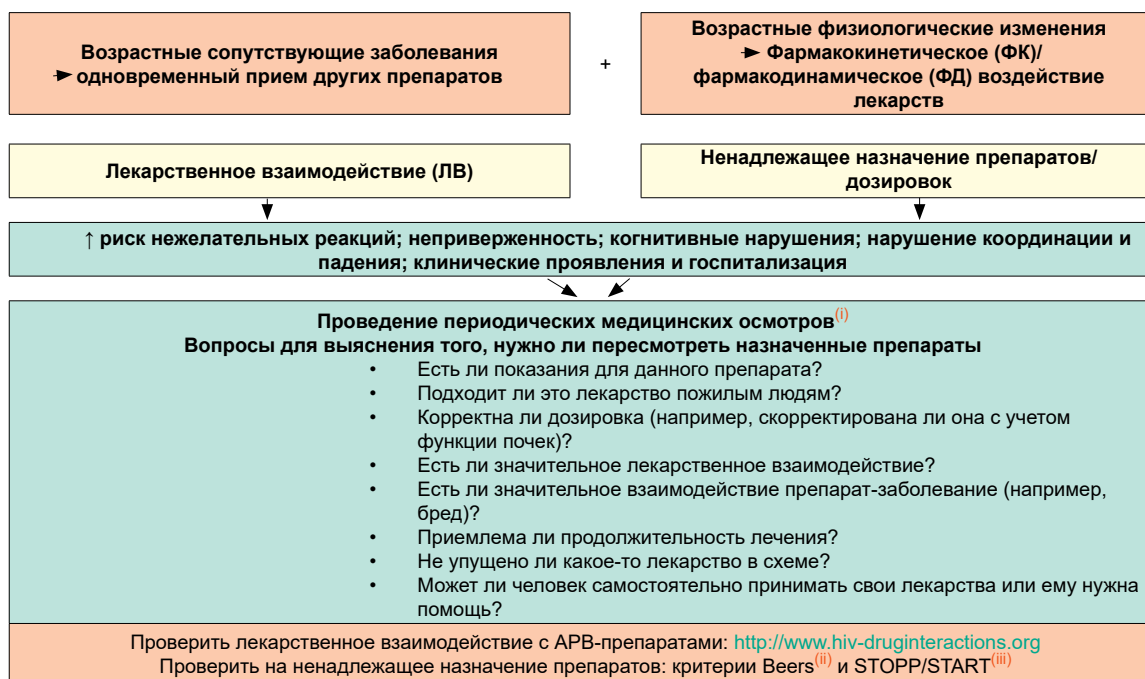 Возрастные сопутствующие заболевания
► одновременный прием других препаратов
+
Возрастные физиологические изменения
► Фармакокинетическое (ФК)/
фармакодинамическое (ФД) воздействие
лекарств
Лекарственное взаимодействие (ЛВ)
Ненадлежащее назначение препаратов/
дозировок
↑ риск нежелательных реакций; неприверженность; когнитивные нарушения; нарушение координации и
падения; клинические проявления и госпитализация
Проведение периодических медицинских осмотров(i)
Вопросы для выяснения того, нужно ли пересмотреть назначенные препараты
• Есть ли показания для данного препарата?
• Подходит ли это лекарство пожилым людям?
• Корректна ли дозировка (например, скорректирована ли она с учетом
функции почек)?
• Есть ли значительное лекарственное взаимодействие?
• Есть ли значительное взаимодействие препарат-заболевание (например,
бред)?
• Приемлема ли продолжительность лечения?
• Не упущено ли какое-то лекарство в схеме?
• Может ли человек самостоятельно принимать свои лекарства или ему нужна
помощь?
Проверить лекарственное взаимодействие с АРВ-препаратами: http://www.hiv-druginteractions.org
Проверить на ненадлежащее назначение препаратов: критерии Beers(ii) и STOPP/START(iii)